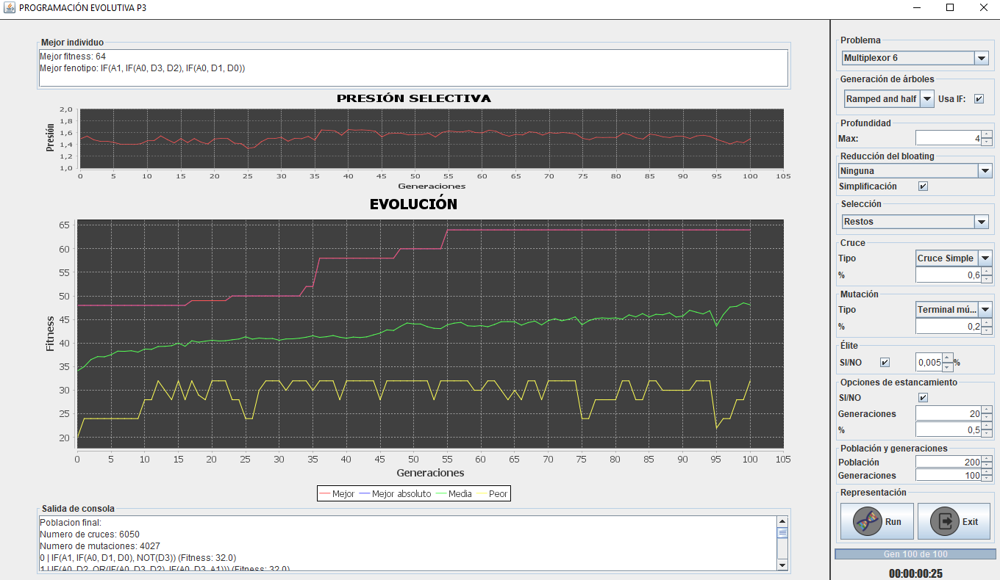 PROGRAMACIÓN EVOLUTIVA P3
Mejor individuo
Mejor fitness: 64
Mejor fenotipo: IF(A1, IF(A0, D3, D2), IF(A0, D1, D0))
PRESIÓN SELECTIVA
Presión
2,0
1,8
1,6
1,4
1,2
1,0
0 5 10 15 20 25 30 35 40 45 50 55 60 65 70 75 80 85 90 95 100 105
Generaciones
EVOLUCIÓN
Fitness
65
60
55
50
45
40
35
30
25
20
0 5 10 15 20 25 30 35 40 45 50 55 60 65 70 75 80 85 90 95 100 105
Generaciones
Mejor Mejor absoluto Media Peor
Salida de consola
Poblacion final:
Numero de cruces: 6050
Numero de mutaciones: 4027
0 | IF(A1, IF(A0, D1, D0), NOT(D3)) (Fitness: 32.0)
1 | IF(A0, D2, OR(IF(A0, D3, D2), IF(A0, D3, A1))) (Fitness: 32.0)
Problema
Multiplexor 6
Generación de árboles
Ramped and half Usa IF:
Profundidad
Max: 4
Reducción del bloating
Ninguna
Simplificación
Selección
Restos
Cruce
Tipo Cruce Simple
% 0,6
Mutación
Tipo Terminal mú...
% 0,2
Élite
SI/NO 0,005 %
Opciones de estancamiento
SI/NO
Generaciones 20
% 0,5
Población y generaciones
Población 200
Generaciones 100
Representación
Run Exit
Gen 100 de 100
00:00:00:25